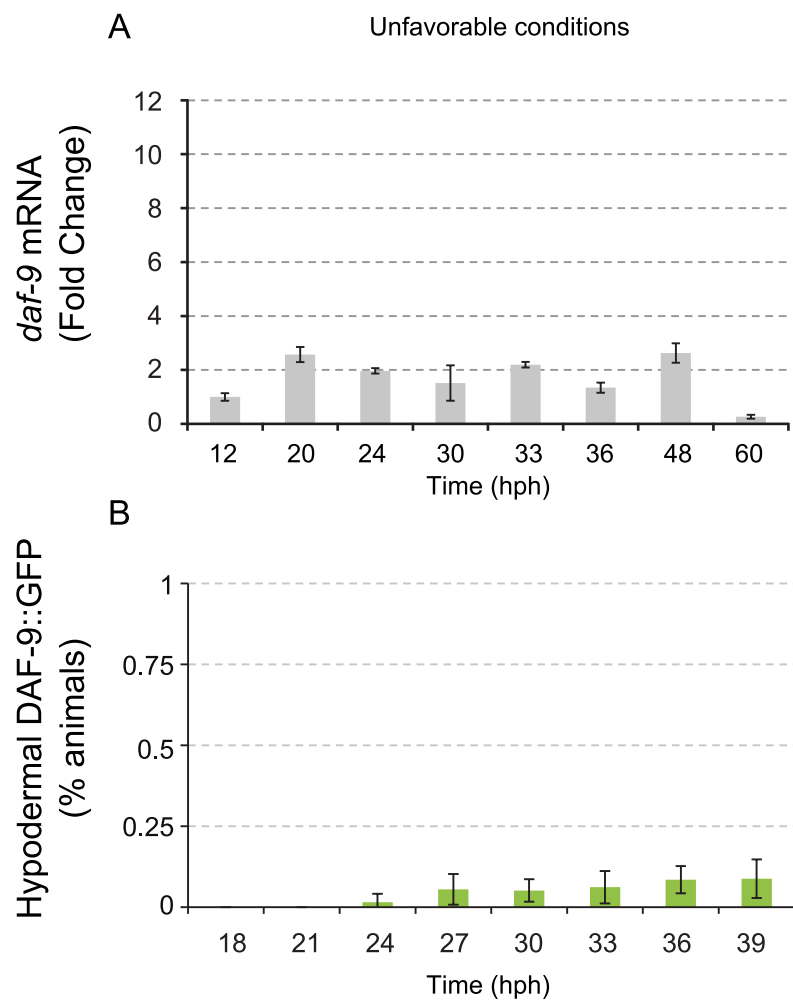 A
Unfavorable conditions
daf-9 mRNA
(Fold Change)
12
10
8
6
4
2
0
12 20 24 30 33 36 48 60
Time (hph)
B
Hypodermal DAF-9::GFP
(% animals)
1
0.75
0.5
0.25
0
18 21 24 27 30 33 36 39
Time (hph)